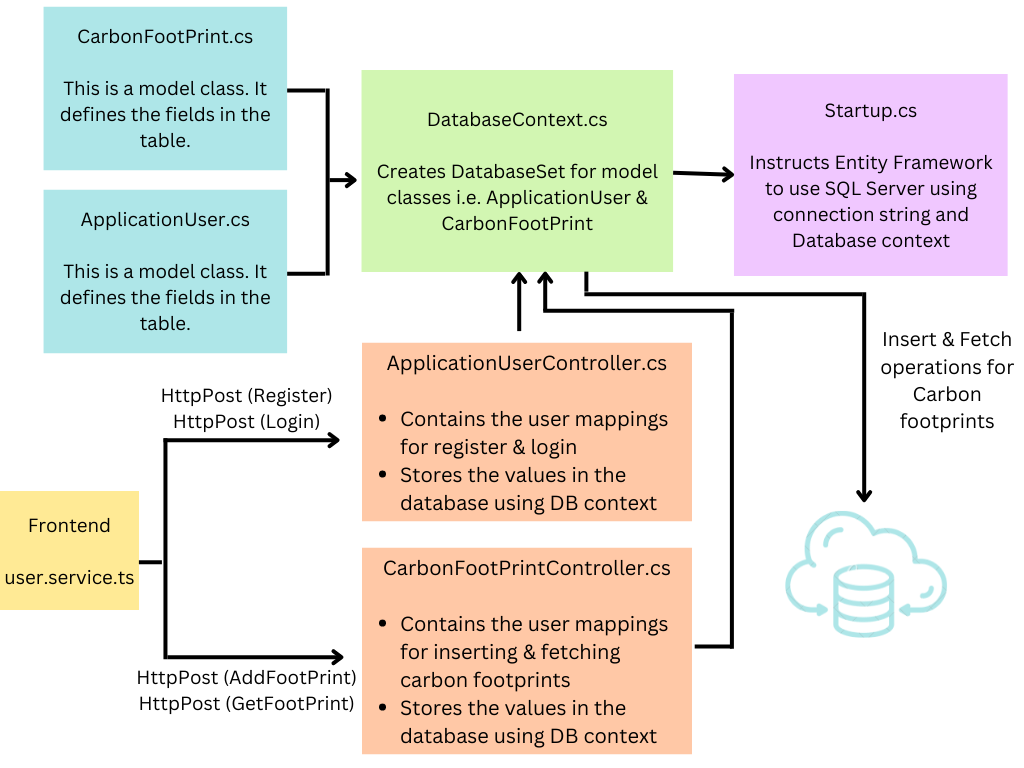 CarbonFootPrint.cs
This is a model class. It
defines the fields in the
table.
ApplicationUser.cs
This is a model class. It
defines the fields in the
table.
DatabaseContext.cs
Creates DatabaseSet for model
classes i.e. ApplicationUser &
CarbonFootPrint
Startup.cs
Instructs Entity Framework
to use SQL Server using
connection string and
Database context
Insert & Fetch
operations for
Carbon
footprints
HttpPost (Register)
HttpPost (Login)
ApplicationUserController.cs
• Contains the user mappings
for register & login
• Stores the values in the
database using DB context
Frontend
user.service.ts
CarbonFootPrintController.cs
• Contains the user mappings
for inserting & fetching
carbon footprints
• Stores the values in the
database using DB context
HttpPost (AddFootPrint)
HttpPost (GetFootPrint)